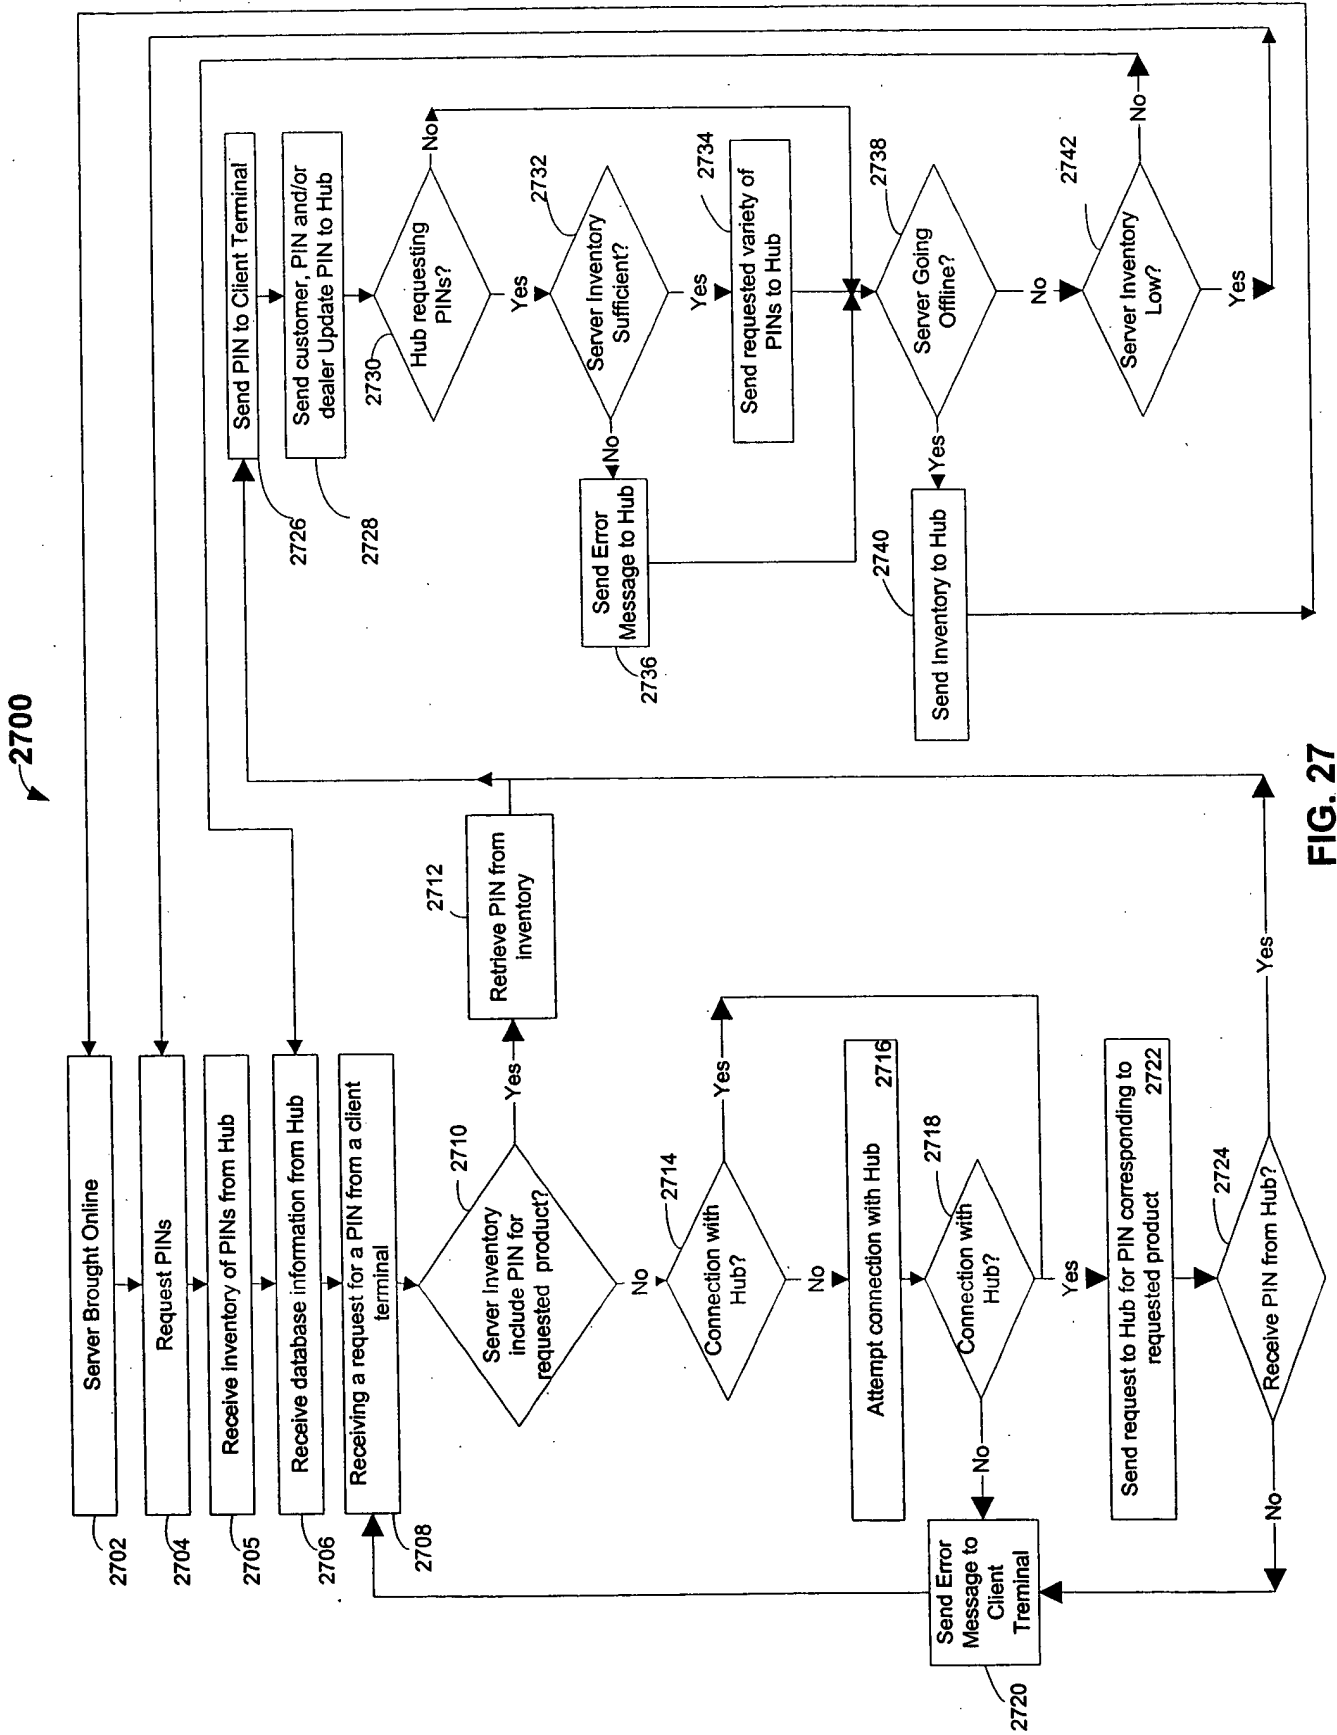 2700
Server Brought Online
2702
Request PINs
2704
Receive Inventory of PINs from Hub
2705
Receive database information from Hub
2706
Receiving a request for a PIN from a client
terminal
2708
Server Inventory
include PIN for
requested product?
2710
Yes
Retrieve PIN from
inventory
2712
No
Connection with
Hub?
2714
Yes
No
Attempt connection with Hub
2716
Connection with
Hub?
2718
No
Send Error
Message to
Client
Treminal
2720
Yes
Send request to Hub for PIN corresponding to
requested product
2722
Receive PIN from Hub?
2724
No
Yes
Send PIN to Client Terminal
2726
Send customer, PIN and/or
dealer Update PIN to Hub
2728
Hub requesting
PINs?
2730
No
Yes
Server Inventory
Sufficient?
2732
No
Send Error
Message to Hub
2736
Yes
Send requested variety of
PINs to Hub
2734
Server Going
Offline?
2738
Yes
Send Inventory to Hub
2740
No
Server Inventory
Low?
2742
No
Yes
FIG. 27